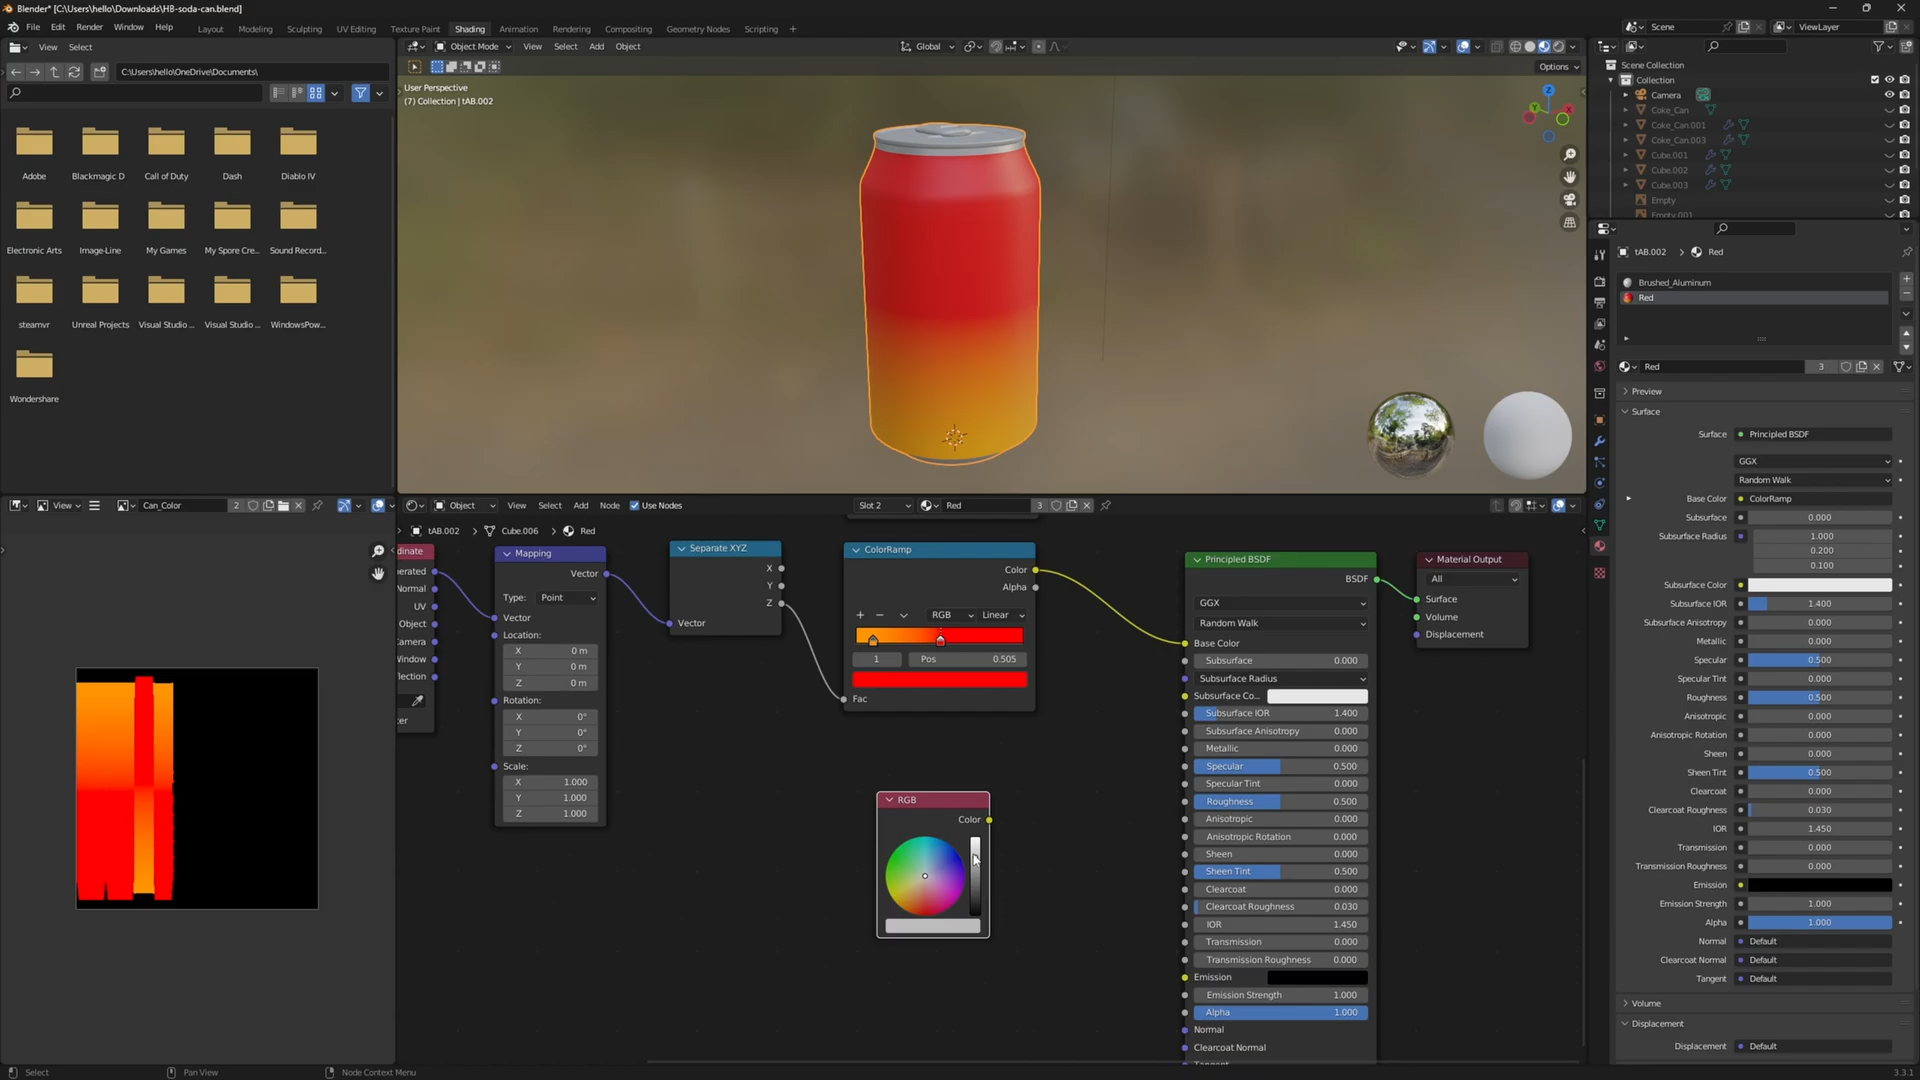 Blender* [C:\Users\hello\Downloads\HB-soda-can.blend]
File Edit Render Window Help Layout Modeling Sculpting UV Editing Texture Paint Shading Animation Rendering Compositing Geometry Nodes Scripting + Scene ViewLayer
View Select
Object Mode View Select Add Object Global
C:\Users\hello\OneDrive\Documents\
Options
User Perspective
(7) Collection | tAB.002
Adobe Blackmagic D Call of Duty Dash Diablo IV
Electronic Arts Image-Line My Games My Spore Cre... Sound Record...
steamvr Unreal Projects Visual Studio ... Visual Studio ... WindowsPow...
Wondershare
X
Y
Z
Scene Collection
Collection
Camera
Coke_Can
Coke_Can.001
Coke_Can.003
Cube.001
Cube.002
Cube.003
Empty
Empty.001
tAB.002 > Red
Brushed_Aluminum
Red
Red 3
Preview
Surface
Surface Principled BSDF
GGX
Random Walk
Base Color ColorRamp
Subsurface 0.000
Subsurface Radius 1.000
0.200
0.100
Subsurface Color
Subsurface IOR 1.400
Subsurface Anisotropy 0.000
Metallic 0.000
Specular 0.500
Specular Tint 0.000
Roughness 0.500
Anisotropic 0.000
Anisotropic Rotation 0.000
Sheen 0.000
Sheen Tint 0.500
Clearcoat 0.000
Clearcoat Roughness 0.030
IOR 1.450
Transmission 0.000
Transmission Roughness 0.000
Emission
Emission Strength 1.000
Alpha 1.000
Normal Default
Clearcoat Normal Default
Tangent Default
Volume
Displacement
Displacement Default
View Can_Color 2
Object View Select Add Node Use Nodes Slot 2 Red 3
tAB.002 > Cube.006 > Red
dinate
erated
Normal
UV
Object
amera
Window
lection
ter
Mapping
Vector
Type: Point
Vector
Location:
X 0 m
Y 0 m
Z 0 m
Rotation:
X 0°
Y 0°
Z 0°
Scale:
X 1.000
Y 1.000
Z 1.000
Separate XYZ
X
Y
Z
Vector
ColorRamp
Color
Alpha
+ − RGB Linear
1 Pos 0.505
Fac
RGB
Color
Principled BSDF
BSDF
GGX
Random Walk
Base Color
Subsurface 0.000
Subsurface Radius
Subsurface Co...
Subsurface IOR 1.400
Subsurface Anisotropy 0.000
Metallic 0.000
Specular 0.500
Specular Tint 0.000
Roughness 0.500
Anisotropic 0.000
Anisotropic Rotation 0.000
Sheen 0.000
Sheen Tint 0.500
Clearcoat 0.000
Clearcoat Roughness 0.030
IOR 1.450
Transmission 0.000
Transmission Roughness 0.000
Emission
Emission Strength 1.000
Alpha 1.000
Normal
Clearcoat Normal
Material Output
All
Surface
Volume
Displacement
Select Pan View Node Context Menu 3.3.1